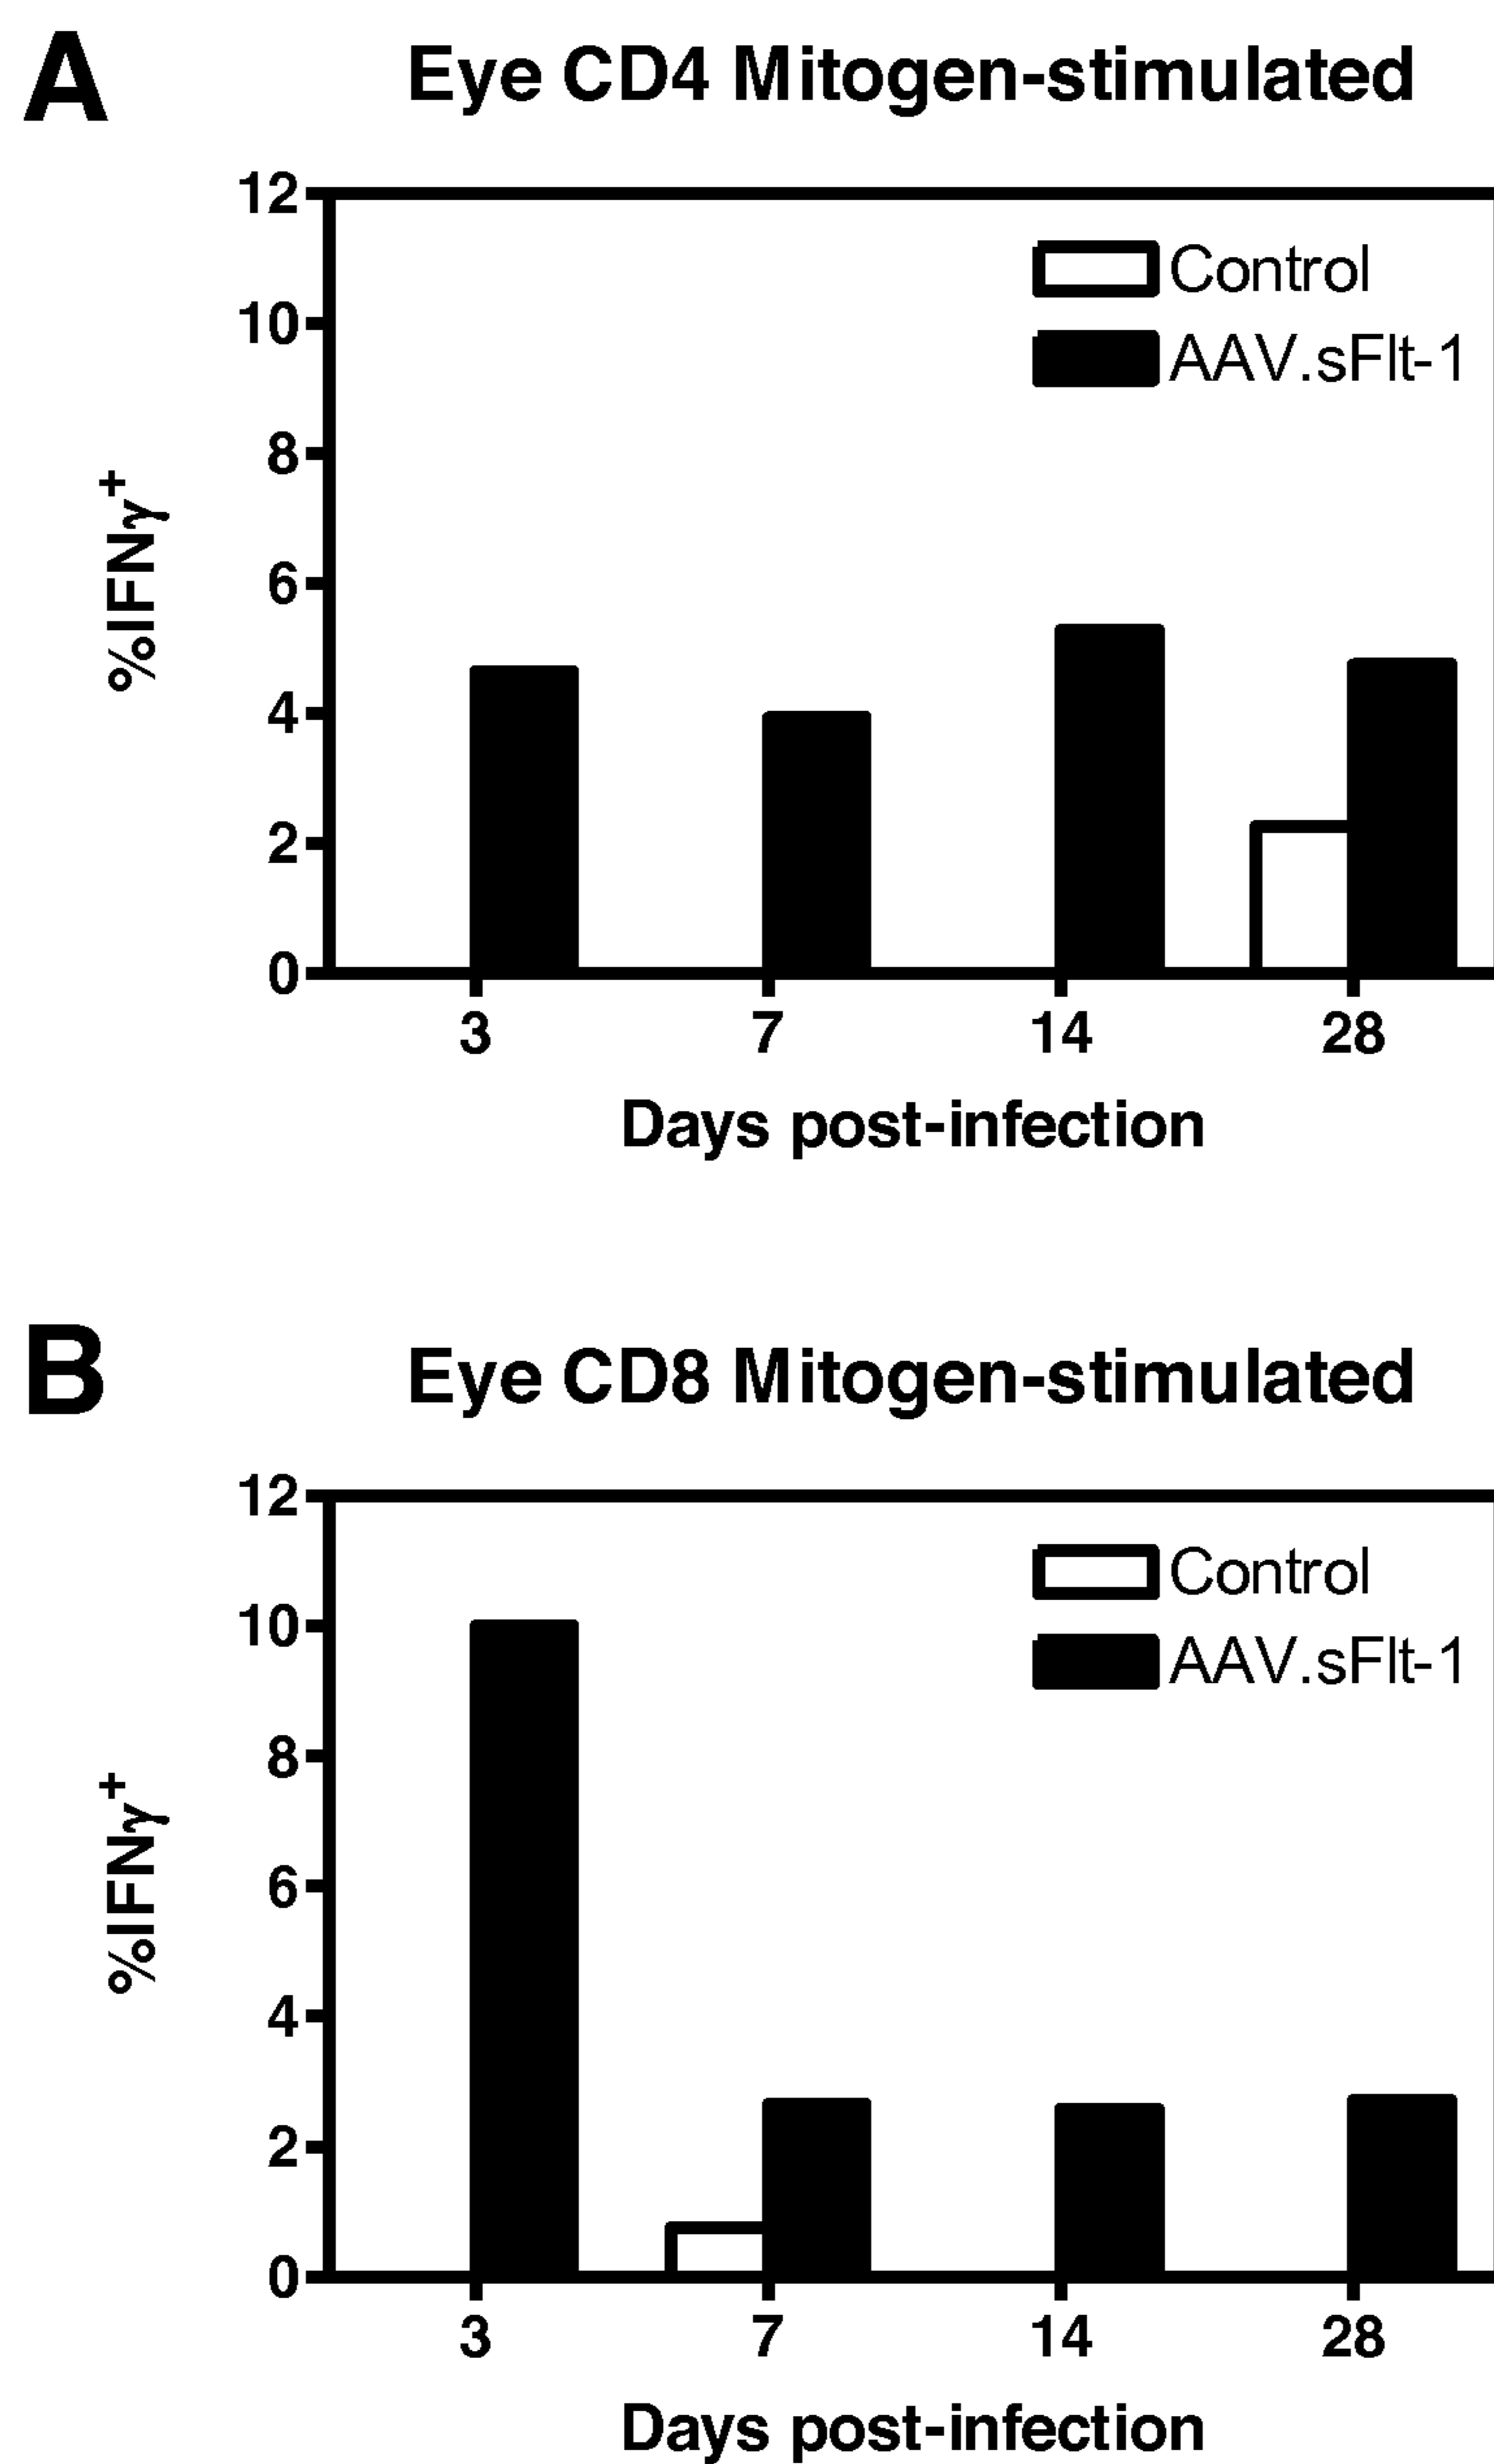 A
Eye CD4 Mitogen-stimulated
12
10
8
6
4
2
0
%IFNγ+
Control
AAV.sFlt-1
3 7 14 28
Days post-infection
B
Eye CD8 Mitogen-stimulated
12
10
8
6
4
2
0
%IFNγ+
Control
AAV.sFlt-1
3 7 14 28
Days post-infection